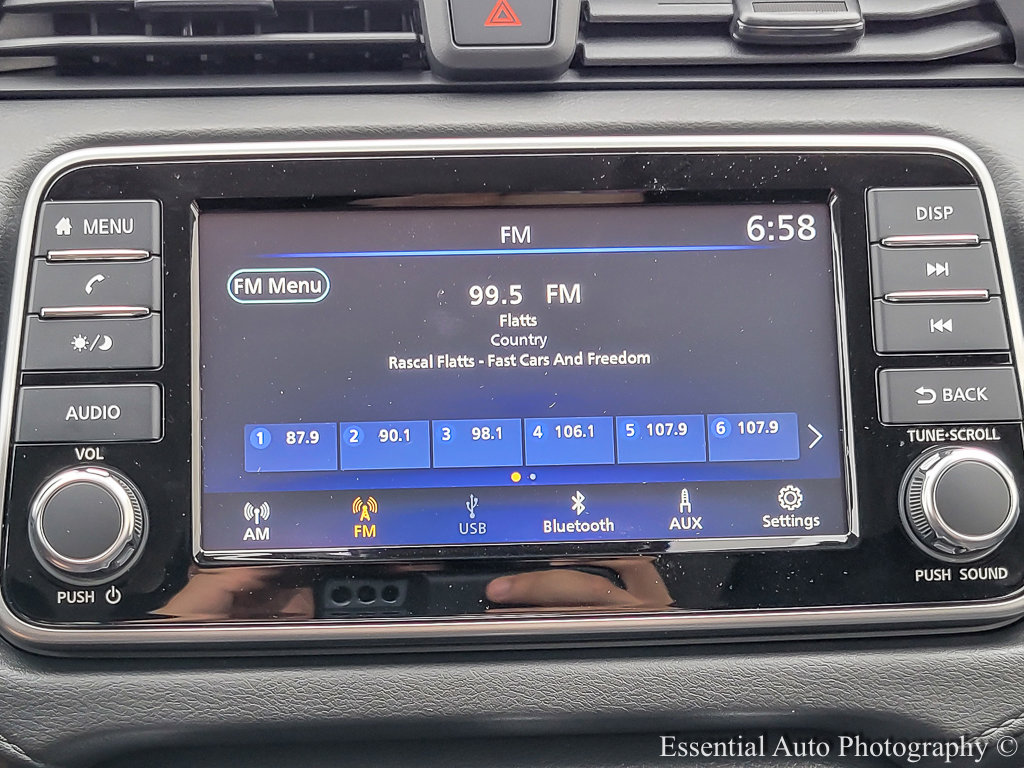 MENU
DISP
FM
6:58
FM Menu
99.5 FM
Flatts
Country
Rascal Flatts - Fast Cars And Freedom
AUDIO
BACK
VOL
TUNE·SCROLL
1 87.9
2 90.1
3 98.1
4 106.1
5 107.9
6 107.9
AM
FM
USB
Bluetooth
AUX
Settings
PUSH
PUSH SOUND
Essential Auto Photography ©